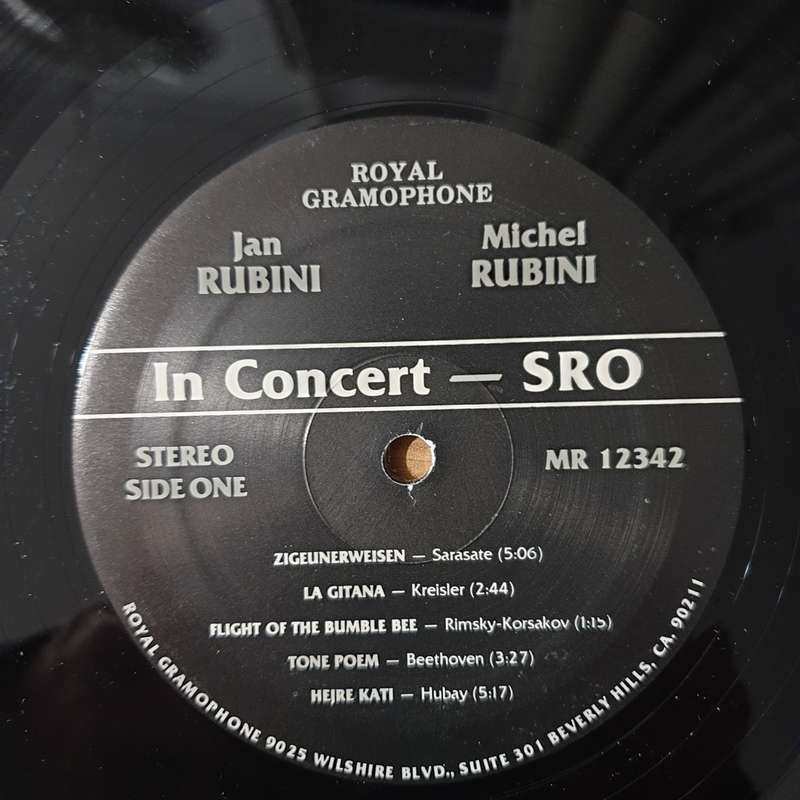 ROYAL
GRAMOPHONE
Jan
RUBINI
Michel
RUBINI
In Concert — SRO
STEREO
SIDE ONE
MR 12342
ZIGEUNERWEISEN — Sarasate (5:06)
LA GITANA — Kreisler (2:44)
FLIGHT OF THE BUMBLE BEE — Rimsky-Korsakov (1:15)
TONE POEM — Beethoven (3:27)
HEJRE KATI — Hubay (5:17)
ROYAL GRAMOPHONE 9025 WILSHIRE BLVD., SUITE 301 BEVERLY HILLS, CA. 90211